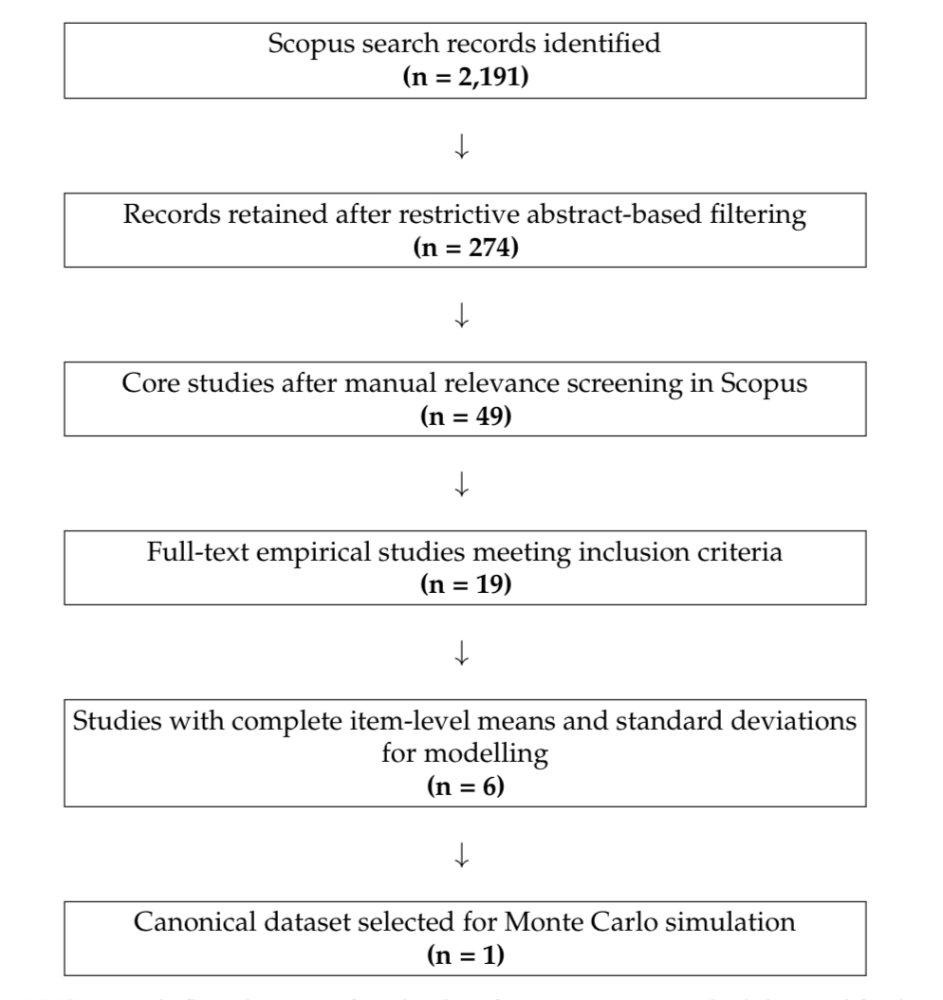 Scopus search records identified
(n = 2,191)
↓
Records retained after restrictive abstract-based filtering
(n = 274)
↓
Core studies after manual relevance screening in Scopus
(n = 49)
↓
Full-text empirical studies meeting inclusion criteria
(n = 19)
↓
Studies with complete item-level means and standard deviations
for modelling
(n = 6)
↓
Canonical dataset selected for Monte Carlo simulation
(n = 1)